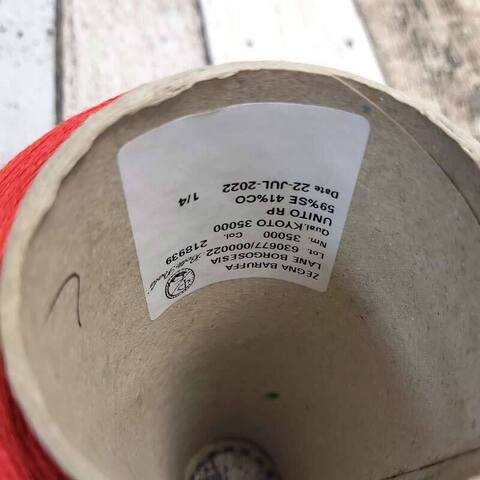 ZEGNA BARUFFA
LANE BORGOSESIA
Lot. 630677/000022 218939
Nm. 35000 Col.
Qual.KYOTO 35000
UNITO RP
59%SE 41%CO 1/4
Date 22-JUL-2022